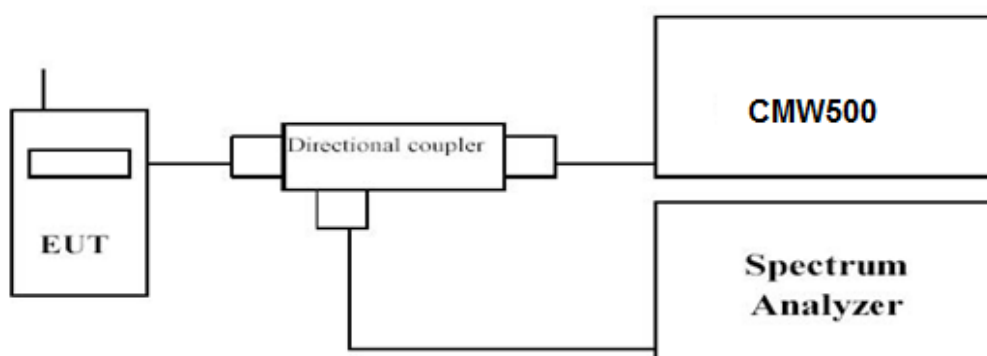 Directional coupler
CMW500
EUT
Spectrum
Analyzer